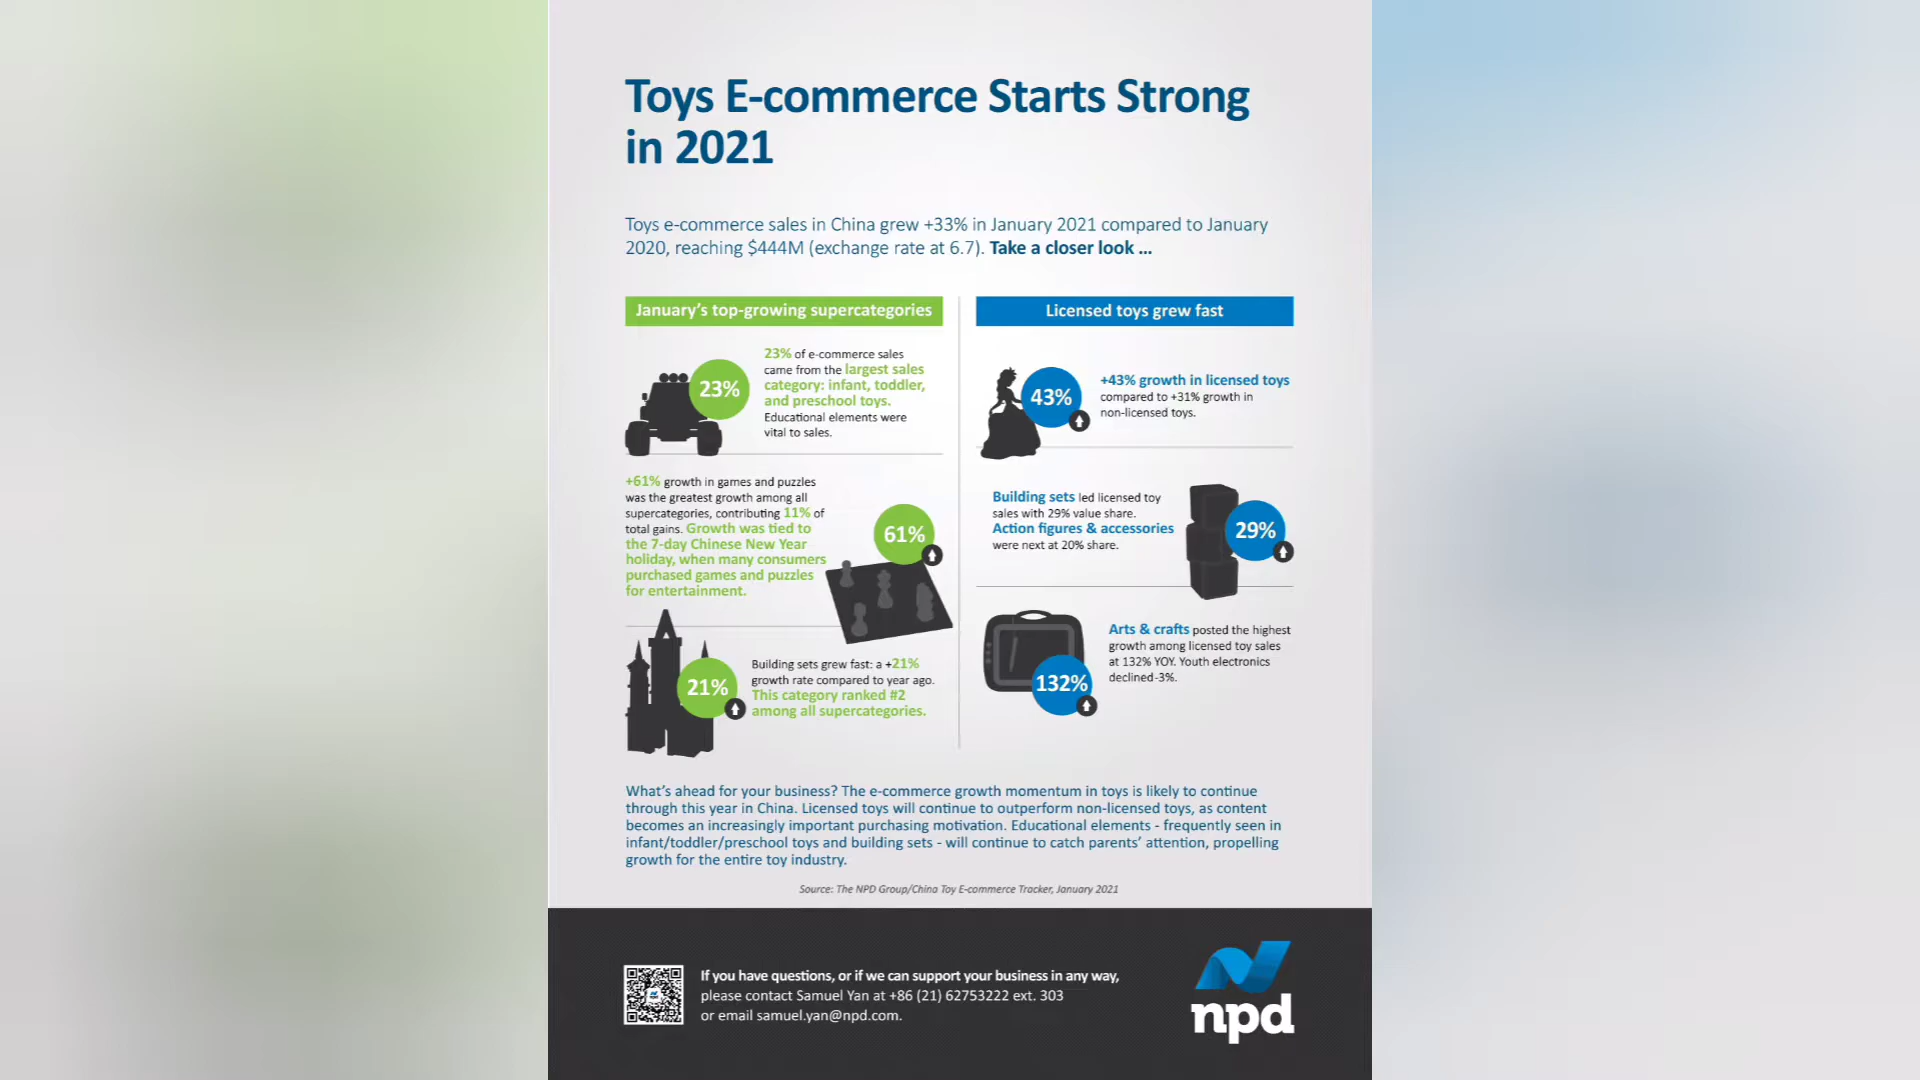 Toys E-commerce Starts Strong
in 2021
Toys e-commerce sales in China grew +33% in January 2021 compared to January
2020, reaching $444M (exchange rate at 6.7). Take a closer look ...
January's top-growing supercategories
23%
23% of e-commerce sales
came from the largest sales
category: infant, toddler,
and preschool toys.
Educational elements were
vital to sales.
+61% growth in games and puzzles
was the greatest growth among all
supercategories, contributing 11% of
total gains. Growth was tied to
the 7-day Chinese New Year
holiday, when many consumers
purchased games and puzzles
for entertainment.
61%
21%
Building sets grew fast: a +21%
growth rate compared to year ago.
This category ranked #2
among all supercategories.
Licensed toys grew fast
43%
+43% growth in licensed toys
compared to +31% growth in
non-licensed toys.
Building sets led licensed toy
sales with 29% value share.
Action figures & accessories
were next at 20% share.
29%
132%
Arts & crafts posted the highest
growth among licensed toy sales
at 132% YOY. Youth electronics
declined -3%.
What's ahead for your business? The e-commerce growth momentum in toys is likely to continue
through this year in China. Licensed toys will continue to outperform non-licensed toys, as content
becomes an increasingly important purchasing motivation. Educational elements - frequently seen in
infant/toddler/preschool toys and building sets - will continue to catch parents' attention, propelling
growth for the entire toy industry.
Source: The NPD Group/China Toy E-commerce Tracker, January 2021
If you have questions, or if we can support your business in any way,
please contact Samuel Yan at +86 (21) 62753222 ext. 303
or email samuel.yan@npd.com.
npd